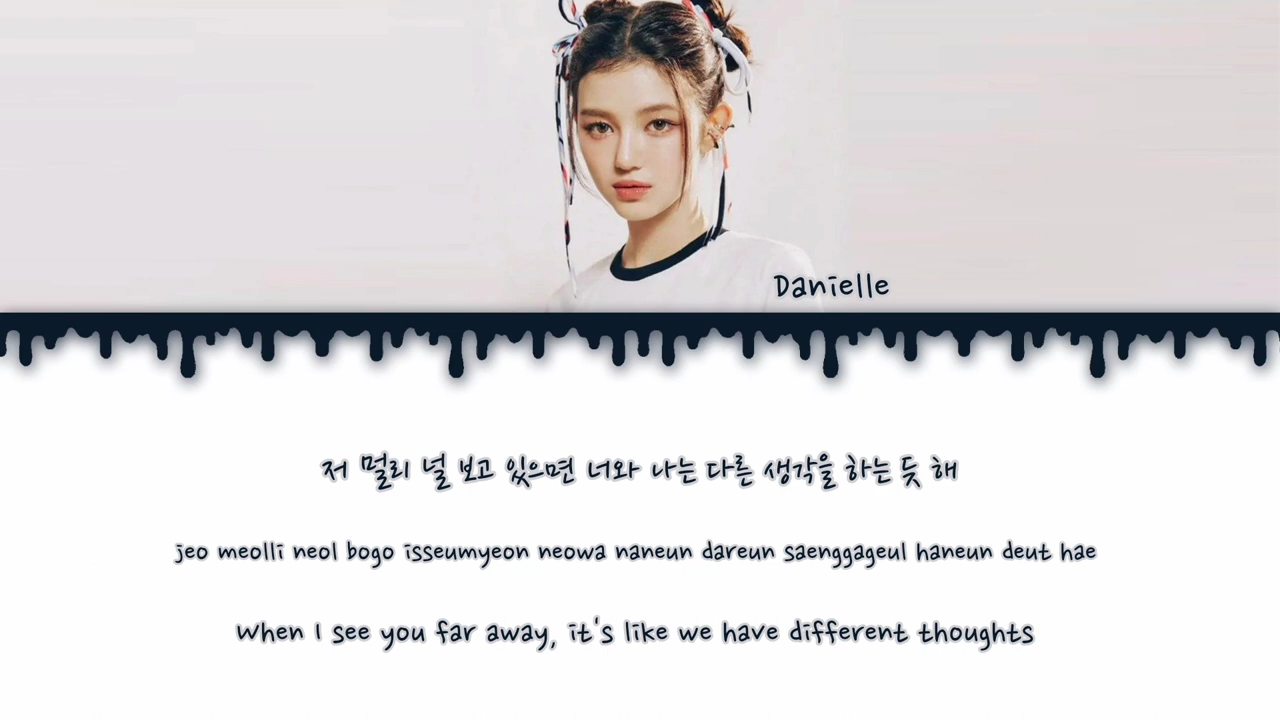 Danielle
저 멀리 널 보고 있으면 너와 나는 다른 생각을 하는 듯 해
jeo meolli neol bogo isseumyeon neowa naneun dareun saenggageul haneun deut hae
When I see you far away, it's like we have different thoughts